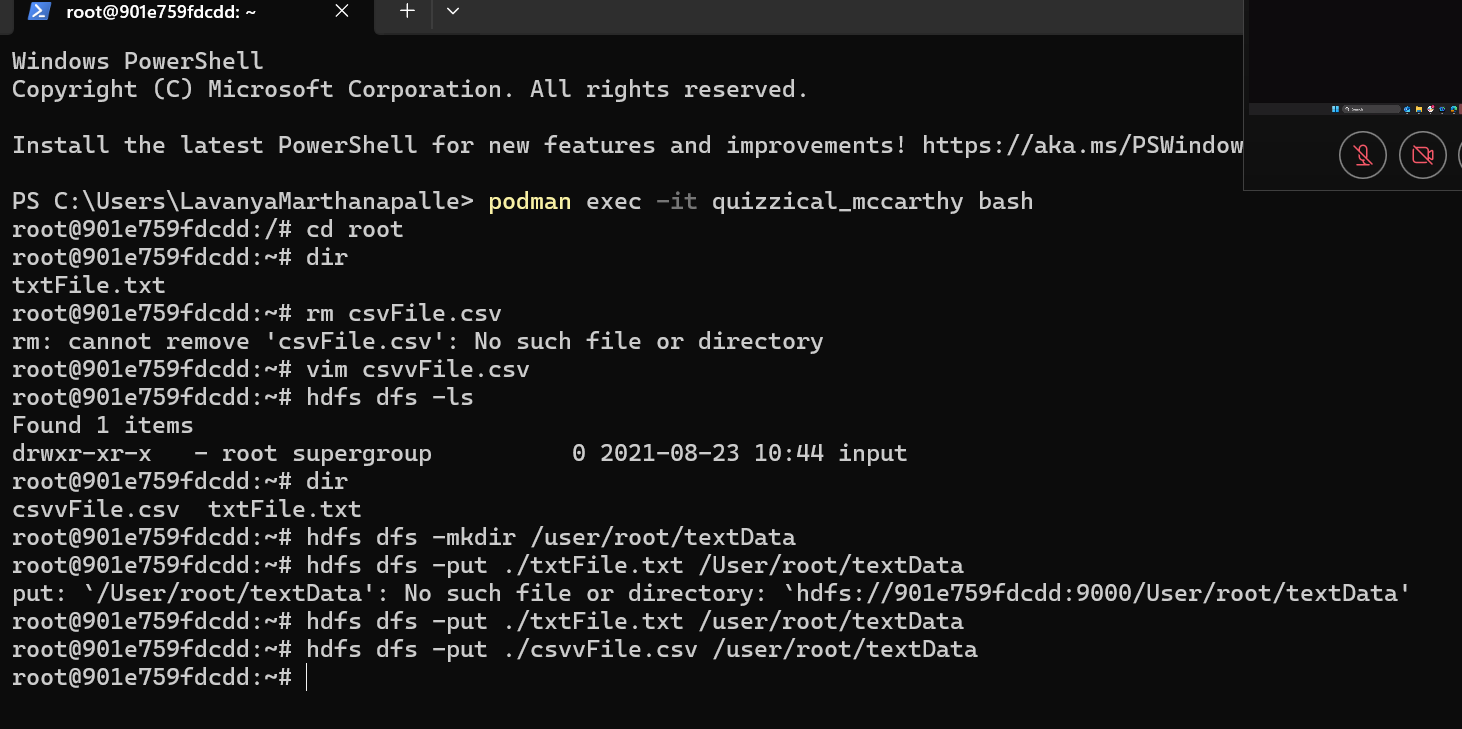 root@901e759fdcdd: ~
Windows PowerShell
Copyright (C) Microsoft Corporation. All rights reserved.
Install the latest PowerShell for new features and improvements! https://aka.ms/PSWindow
PS C:\Users\LavanyaMarthanapalle> podman exec -it quizzical_mccarthy bash
root@901e759fdcdd:/# cd root
root@901e759fdcdd:~# dir
txtFile.txt
root@901e759fdcdd:~# rm csvFile.csv
rm: cannot remove 'csvFile.csv': No such file or directory
root@901e759fdcdd:~# vim csvvFile.csv
root@901e759fdcdd:~# hdfs dfs -ls
Found 1 items
drwxr-xr-x   - root supergroup          0 2021-08-23 10:44 input
root@901e759fdcdd:~# dir
csvvFile.csv  txtFile.txt
root@901e759fdcdd:~# hdfs dfs -mkdir /user/root/textData
root@901e759fdcdd:~# hdfs dfs -put ./txtFile.txt /User/root/textData
put: `/User/root/textData': No such file or directory: `hdfs://901e759fdcdd:9000/User/root/textData'
root@901e759fdcdd:~# hdfs dfs -put ./txtFile.txt /user/root/textData
root@901e759fdcdd:~# hdfs dfs -put ./csvvFile.csv /user/root/textData
root@901e759fdcdd:~#